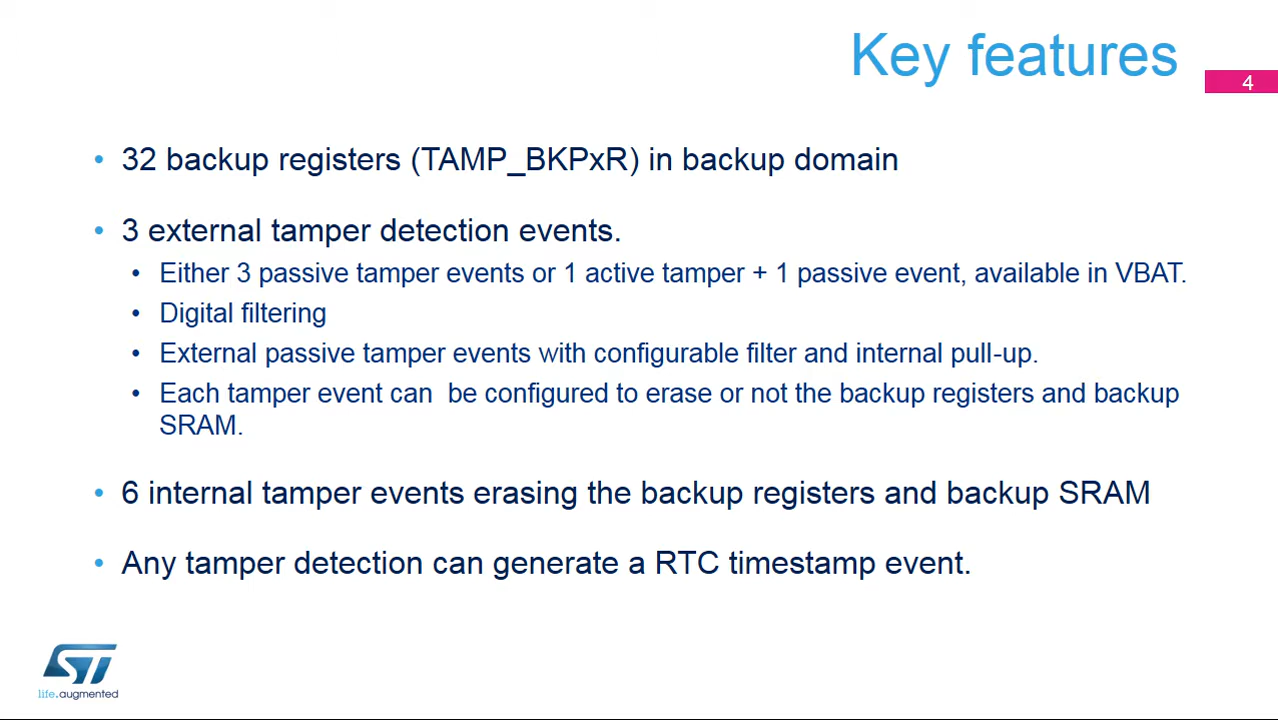 Key features
4
• 32 backup registers (TAMP_BKPxR) in backup domain
• 3 external tamper detection events.
• Either 3 passive tamper events or 1 active tamper + 1 passive event, available in VBAT.
• Digital filtering
• External passive tamper events with configurable filter and internal pull-up.
• Each tamper event can  be configured to erase or not the backup registers and backup
SRAM.
• 6 internal tamper events erasing the backup registers and backup SRAM
• Any tamper detection can generate a RTC timestamp event.
ST
life.augmented